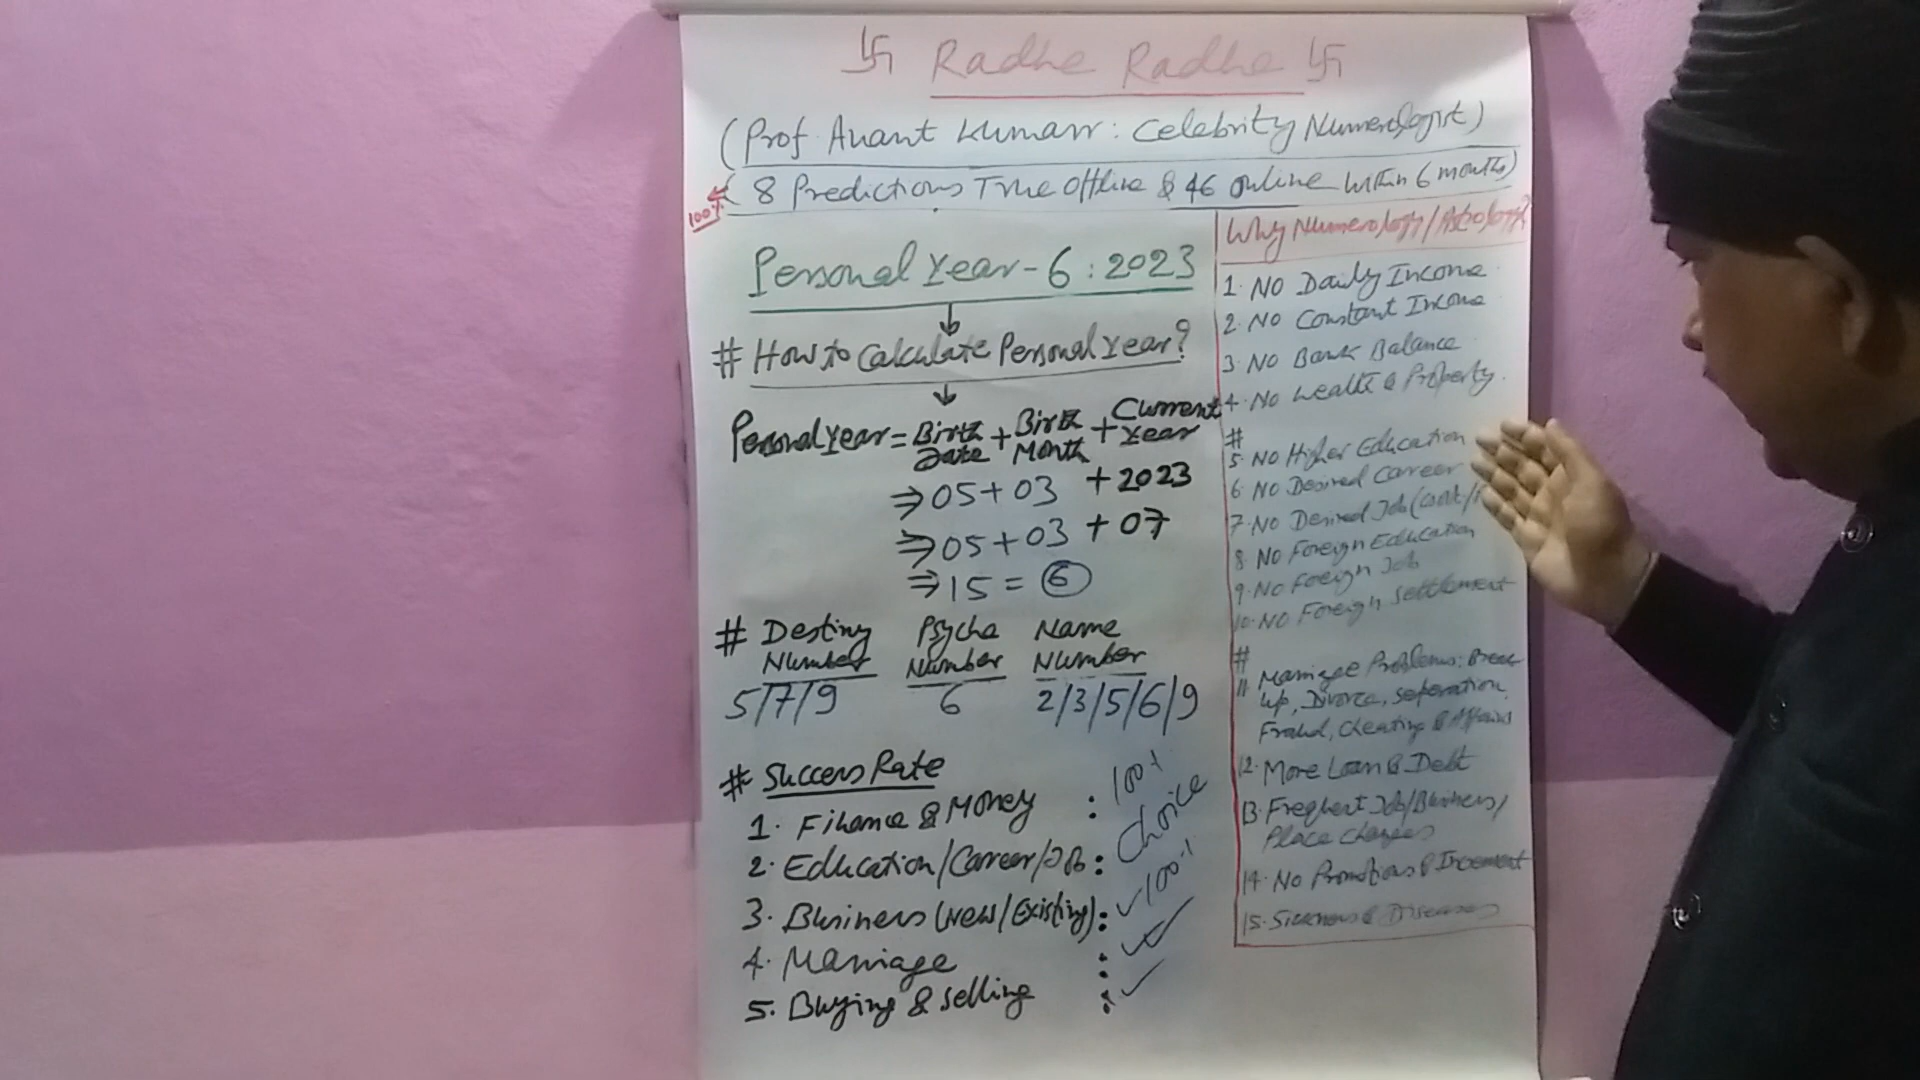 卐 Radhe Radhe 卐
(Prof. Anant Kumarr: Celebrity Numerologist)
( 8 Predictions True Offline & 46 online within 6 months)
100%
Personal Year-6:2023
# How to Calculate Personal Year?
Personal Year = Birth Date + Birth Month + Current Year
⇒ 05+03 +2023
⇒ 05+03 +07
⇒ 15 = 6
# Destiny Number Psyche Number Name Number
5/7/9 6 2/3/5/6/9
# Success Rate
1. Finance & Money : 100%
2. Education/Career/Job : Choice
3. Business (New/Existing) : ✓100%
4. Marriage : ✓
5. Buying & Selling : ✓
Why Numerology/Astrology?
1. No Daily Income
2. No Constant Income
3. No Bank Balance
4. No Wealth & Property.
#
5. No Higher Education
6. No Desired Career
7. No Desired Job (Govt/
8. No Foreign Education
9. No Foreign Job
10. No Foreign Settlement
#
11. Marriage Problems: Break
up, Divorce, Seperation,
Fraud, Cheating & Affairs
12. More Loan & Debt
13. Frequent Job/Business/
Place Changes
14. No Promotions & Increment
15. Sickness & Diseases